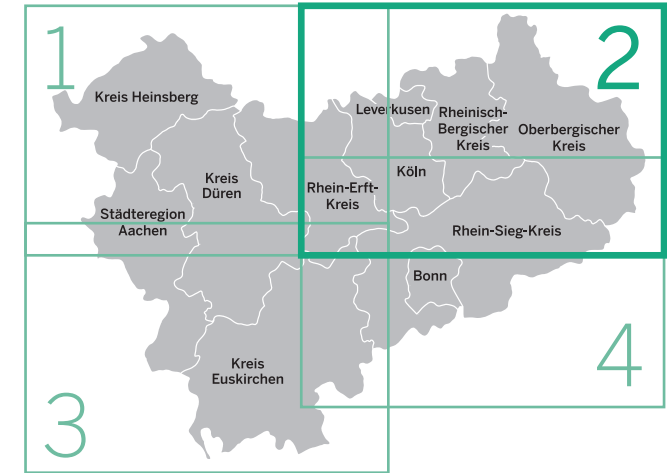 1
2
Kreis Heinsberg
Leverkusen
Rheinisch-
Bergischer
Kreis
Oberbergischer
Kreis
Kreis
Düren
Köln
Rhein-Erft-
Kreis
Städteregion
Aachen
Rhein-Sieg-Kreis
Bonn
Kreis
Euskirchen
3
4